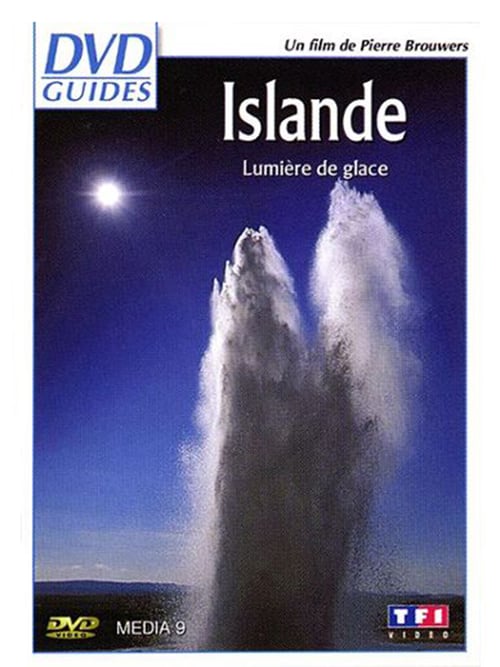 DVD
GUIDES
Un film de Pierre Brouwers
Islande
Lumière de glace
DVD
VIDEO
MEDIA 9
TF1
VIDEO